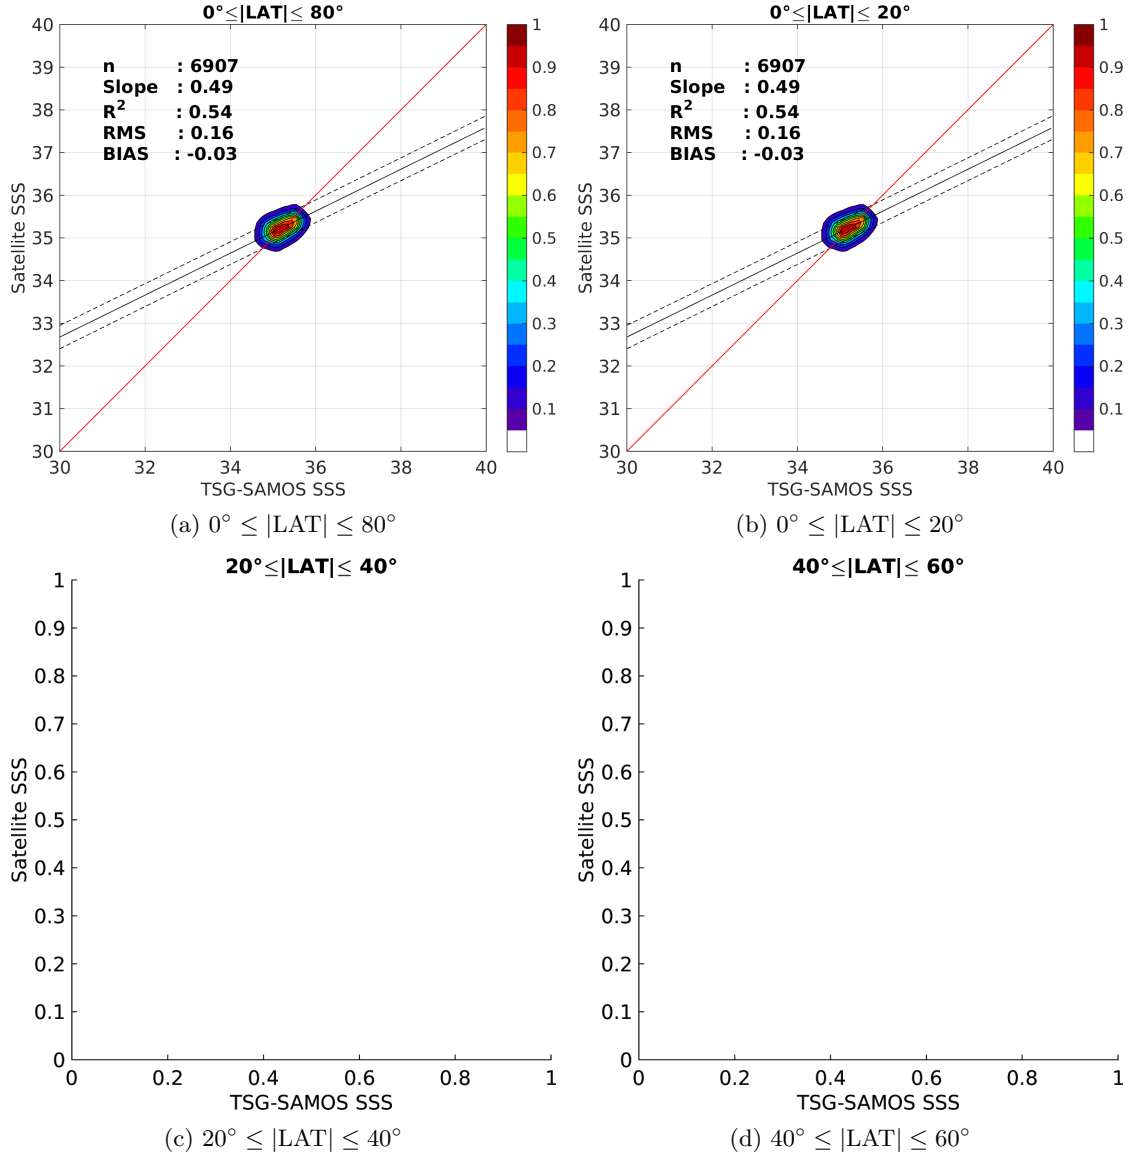 0°≤|LAT|≤ 80°
n : 6907
Slope : 0.49
R² : 0.54
RMS : 0.16
BIAS : -0.03
Satellite SSS
40
39
38
37
36
35
34
33
32
31
30
30 32 34 36 38 40
TSG-SAMOS SSS
1
0.9
0.8
0.7
0.6
0.5
0.4
0.3
0.2
0.1
(a) 0° ≤ |LAT| ≤ 80°
0°≤|LAT|≤ 20°
n : 6907
Slope : 0.49
R² : 0.54
RMS : 0.16
BIAS : -0.03
Satellite SSS
40
39
38
37
36
35
34
33
32
31
30
30 32 34 36 38 40
TSG-SAMOS SSS
1
0.9
0.8
0.7
0.6
0.5
0.4
0.3
0.2
0.1
(b) 0° ≤ |LAT| ≤ 20°
20°≤|LAT|≤ 40°
Satellite SSS
1
0.9
0.8
0.7
0.6
0.5
0.4
0.3
0.2
0.1
0
0 0.2 0.4 0.6 0.8 1
TSG-SAMOS SSS
(c) 20° ≤ |LAT| ≤ 40°
40°≤|LAT|≤ 60°
Satellite SSS
1
0.9
0.8
0.7
0.6
0.5
0.4
0.3
0.2
0.1
0
0 0.2 0.4 0.6 0.8 1
TSG-SAMOS SSS
(d) 40° ≤ |LAT| ≤ 60°